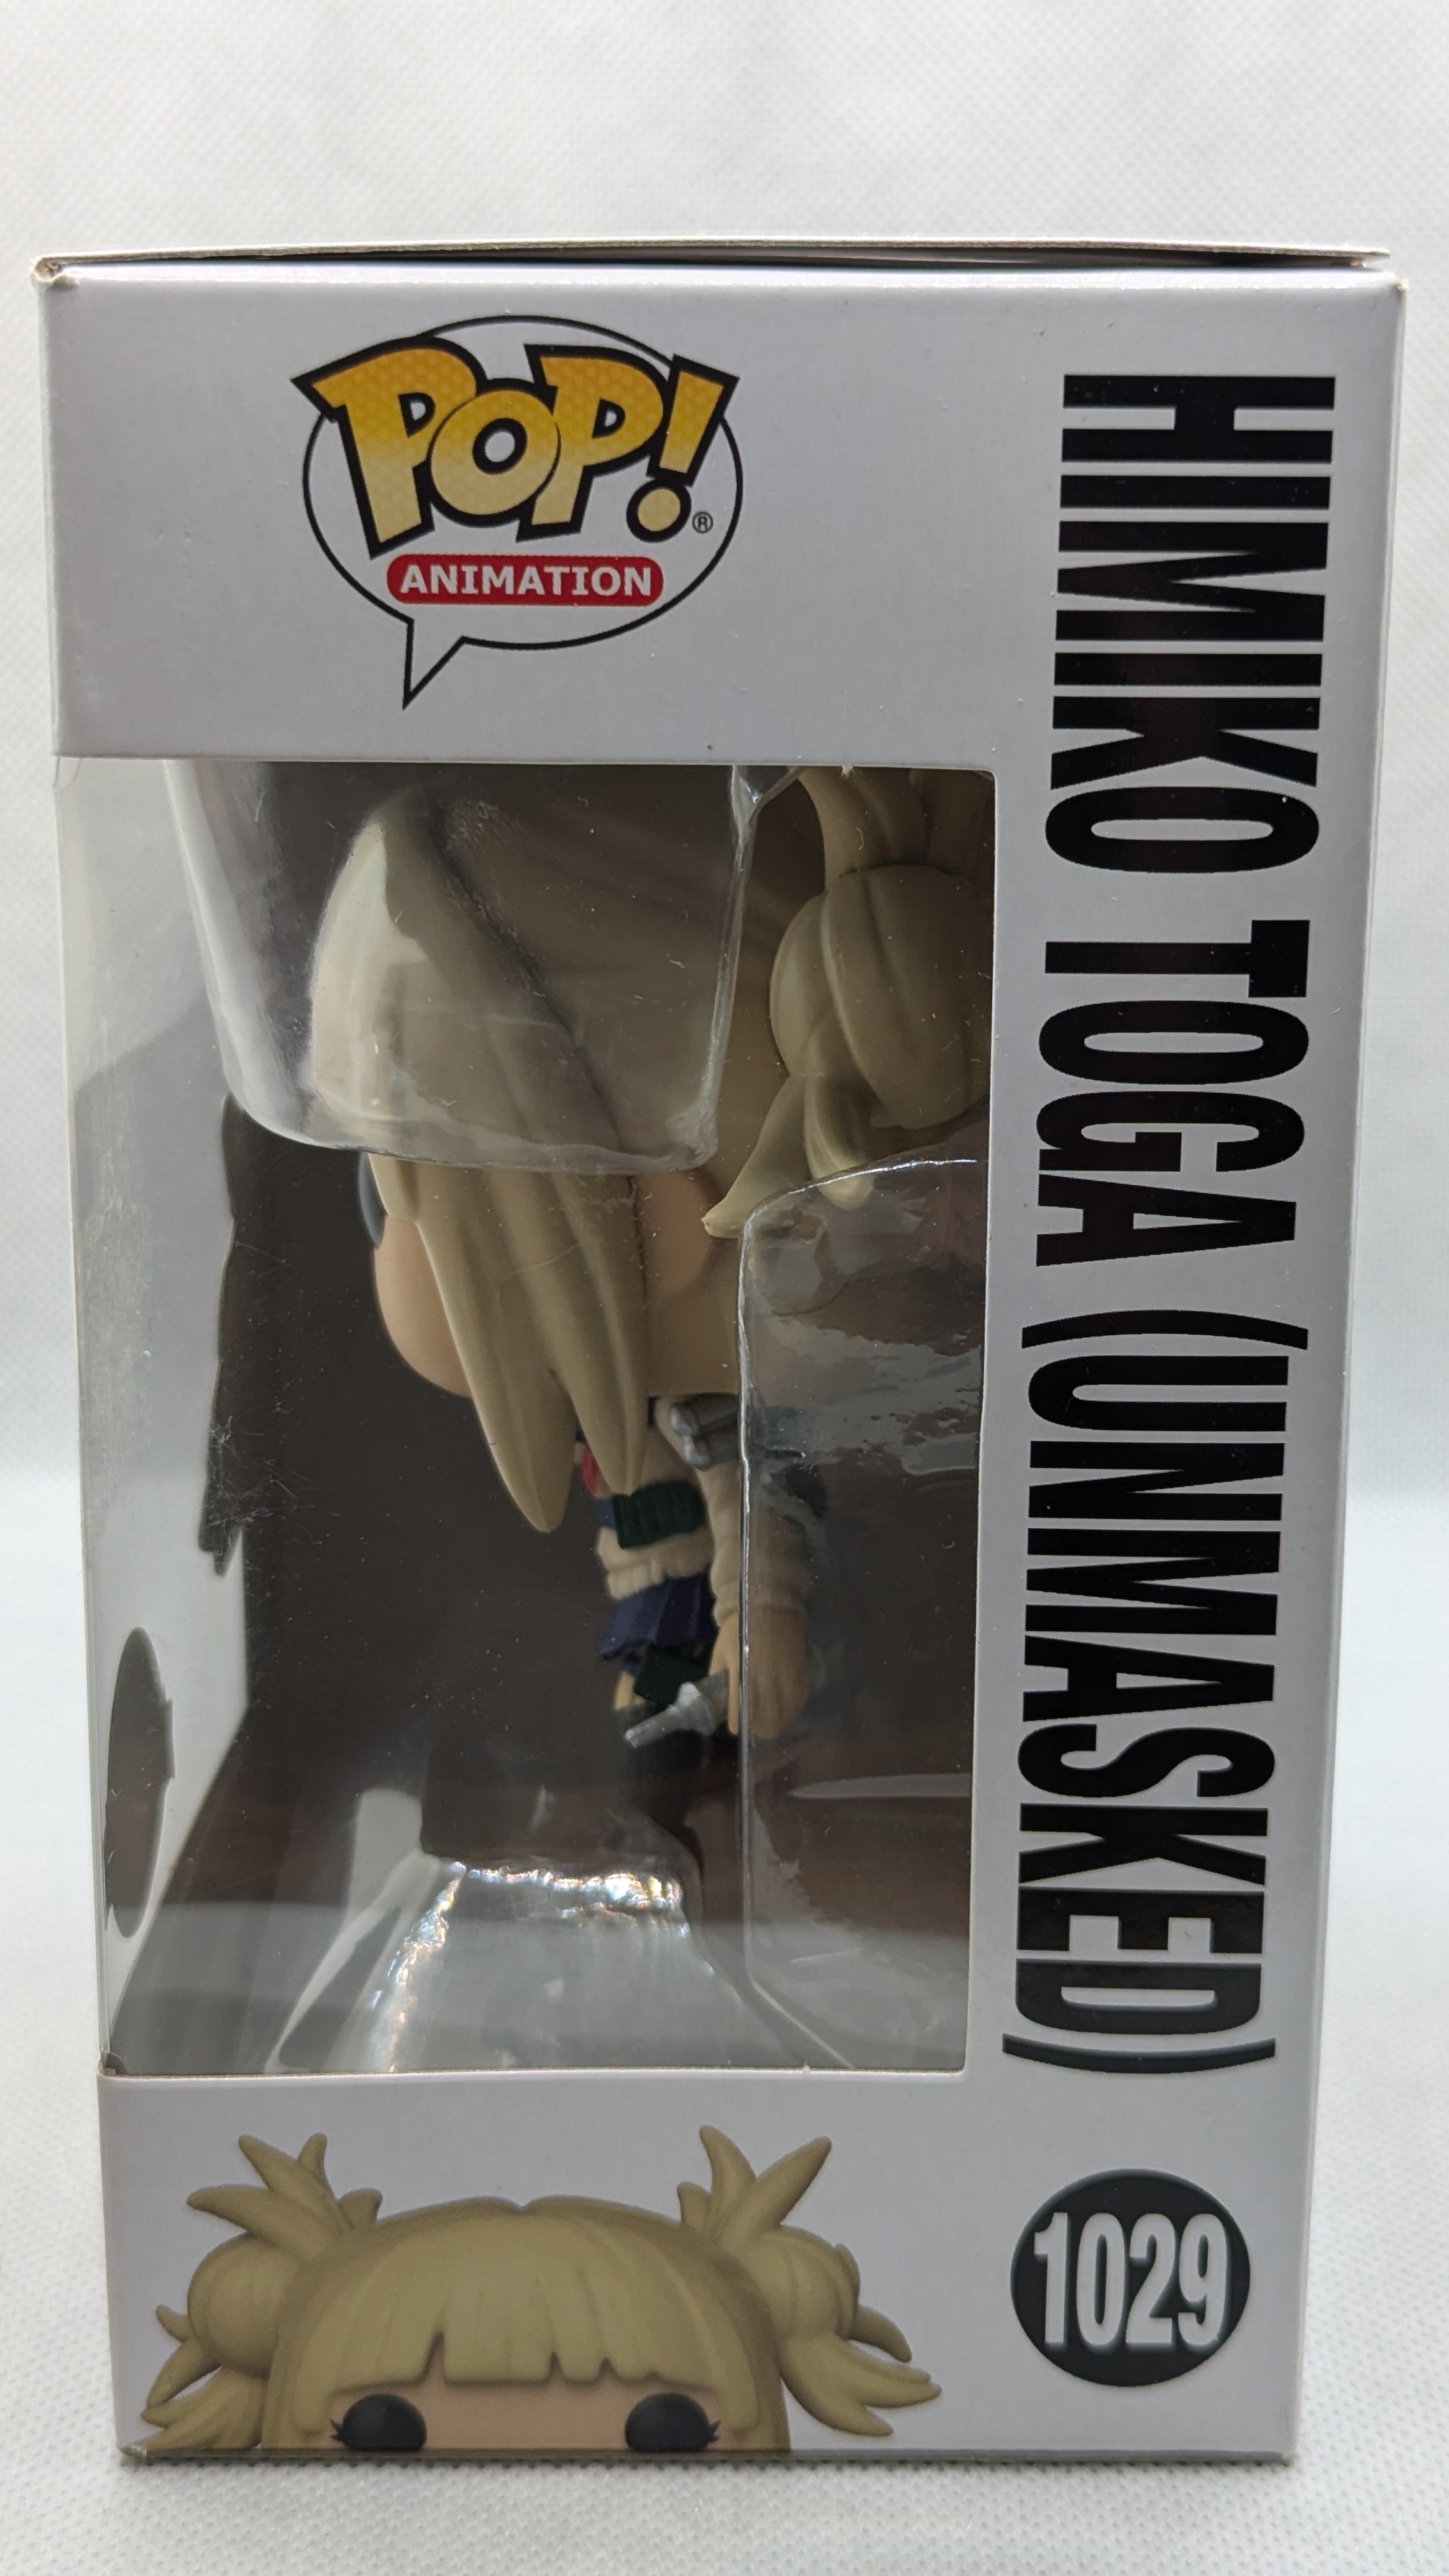 POP!®
ANIMATION
HIMIKO TOGA (UNMASKED)
1029